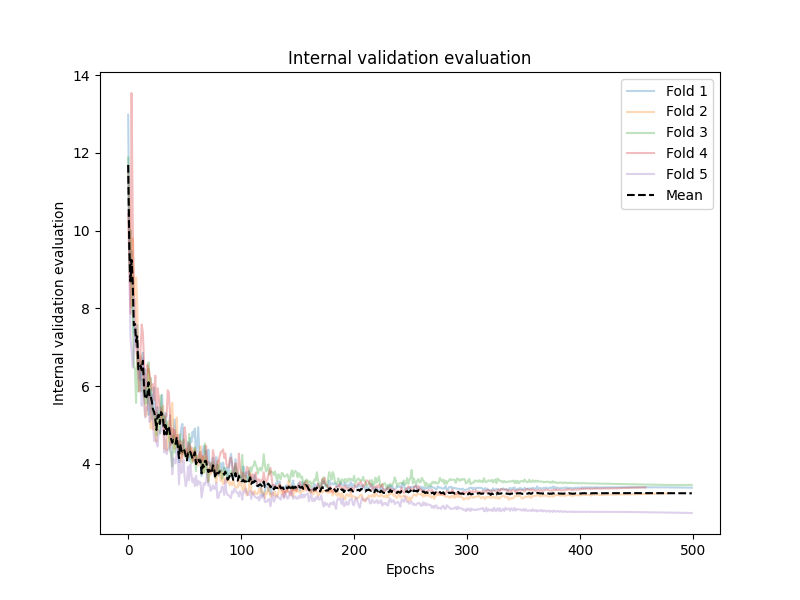 Internal validation evaluation
14
12
10
8
6
4
Internal validation evaluation
0 100 200 300 400 500
Epochs
Fold 1
Fold 2
Fold 3
Fold 4
Fold 5
Mean